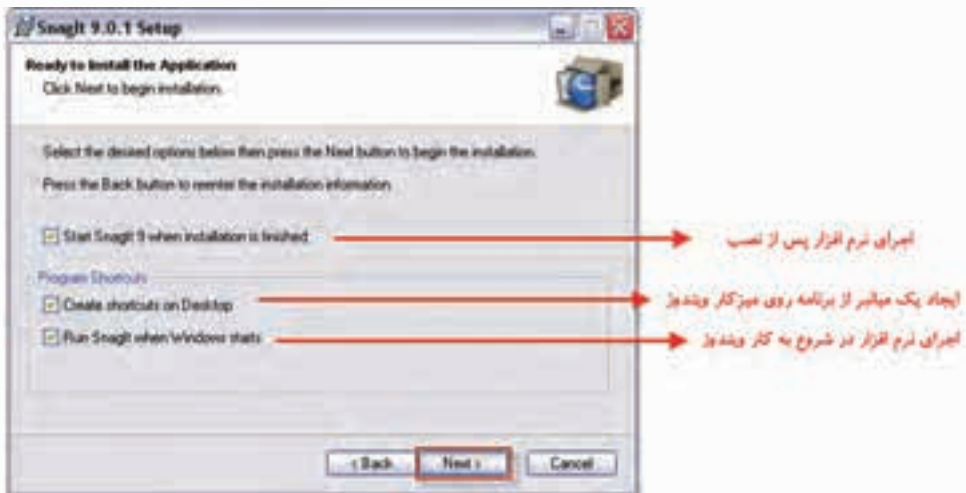 SnagIt 9.0.1 Setup
Ready to Install the Application
Click Next to begin installation.
Select the desired options below then press the Next button to begin the installation.
Press the Back button to reenter the installation information.
Start SnagIt 9 when installation is finished
اجرای نرم افزار پس از نصب
Program Shortcuts
Create shortcuts on Desktop
ایجاد یک میانبر از برنامه روی میزکار ویندوز
Run SnagIt when Windows starts
اجرای نرم افزار در شروع به کار ویندوز
< Back
Next >
Cancel